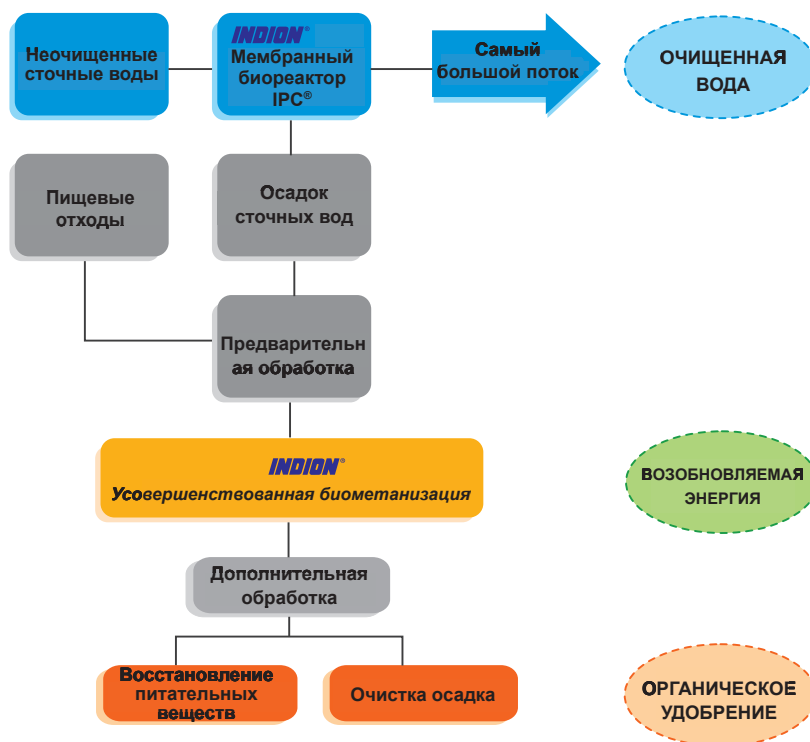 Неочищенные
сточные воды
INDION®
Мембранный
биореактор
IPC®
Самый
большой поток
ОЧИЩЕННАЯ
ВОДА
Пищевые
отходы
Осадок
сточных вод
Предварительн
ая обработка
INDION®
Усовершенствованная биометанизация
ВОЗОБНОВЛЯЕМАЯ
ЭНЕРГИЯ
Дополнительная
обработка
Восстановление
питательных
веществ
Очистка осадка
ОРГАНИЧЕСКОЕ
УДОБРЕНИЕ